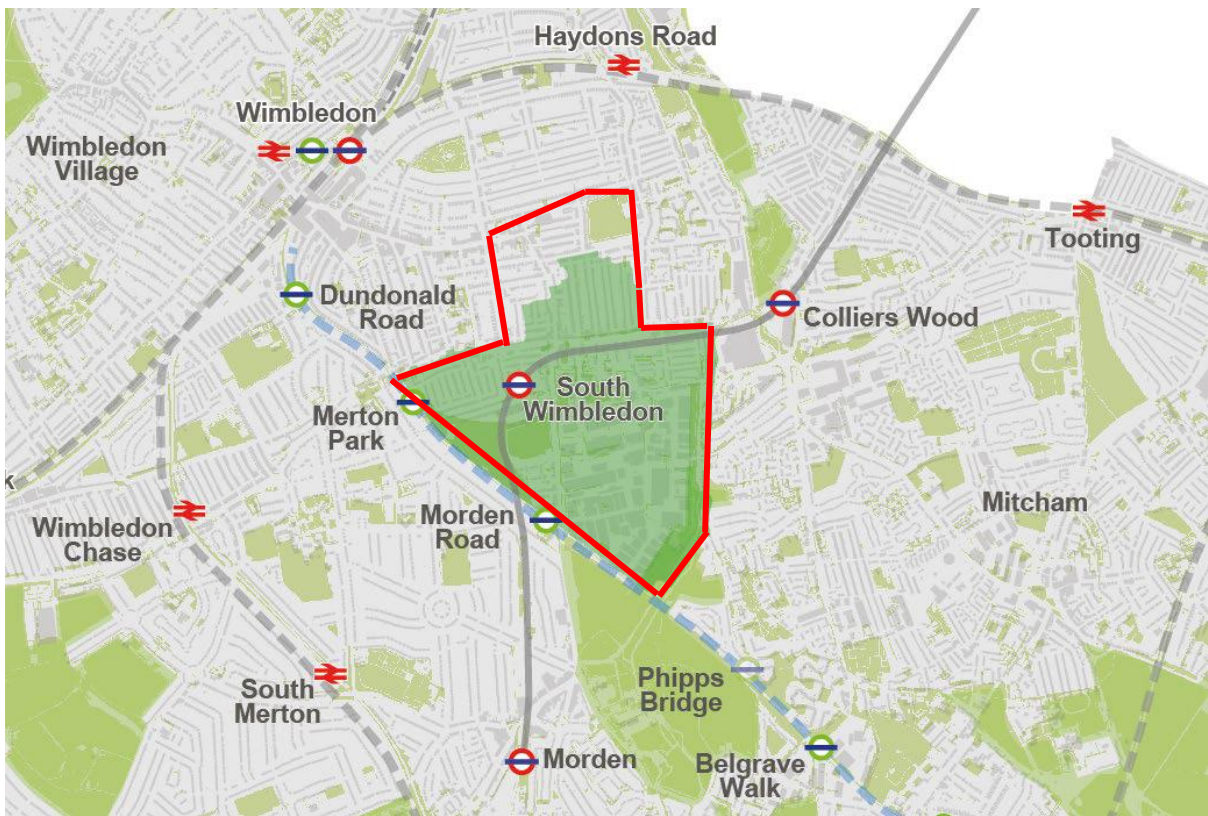 Haydons Road
Wimbledon
Wimbledon
Village
Tooting
Dundonald
Road
Colliers Wood
South
Wimbledon
Merton
Park
k
Mitcham
Morden
Road
Wimbledon
Chase
Phipps
Bridge
South
Merton
Morden
Belgrave
Walk